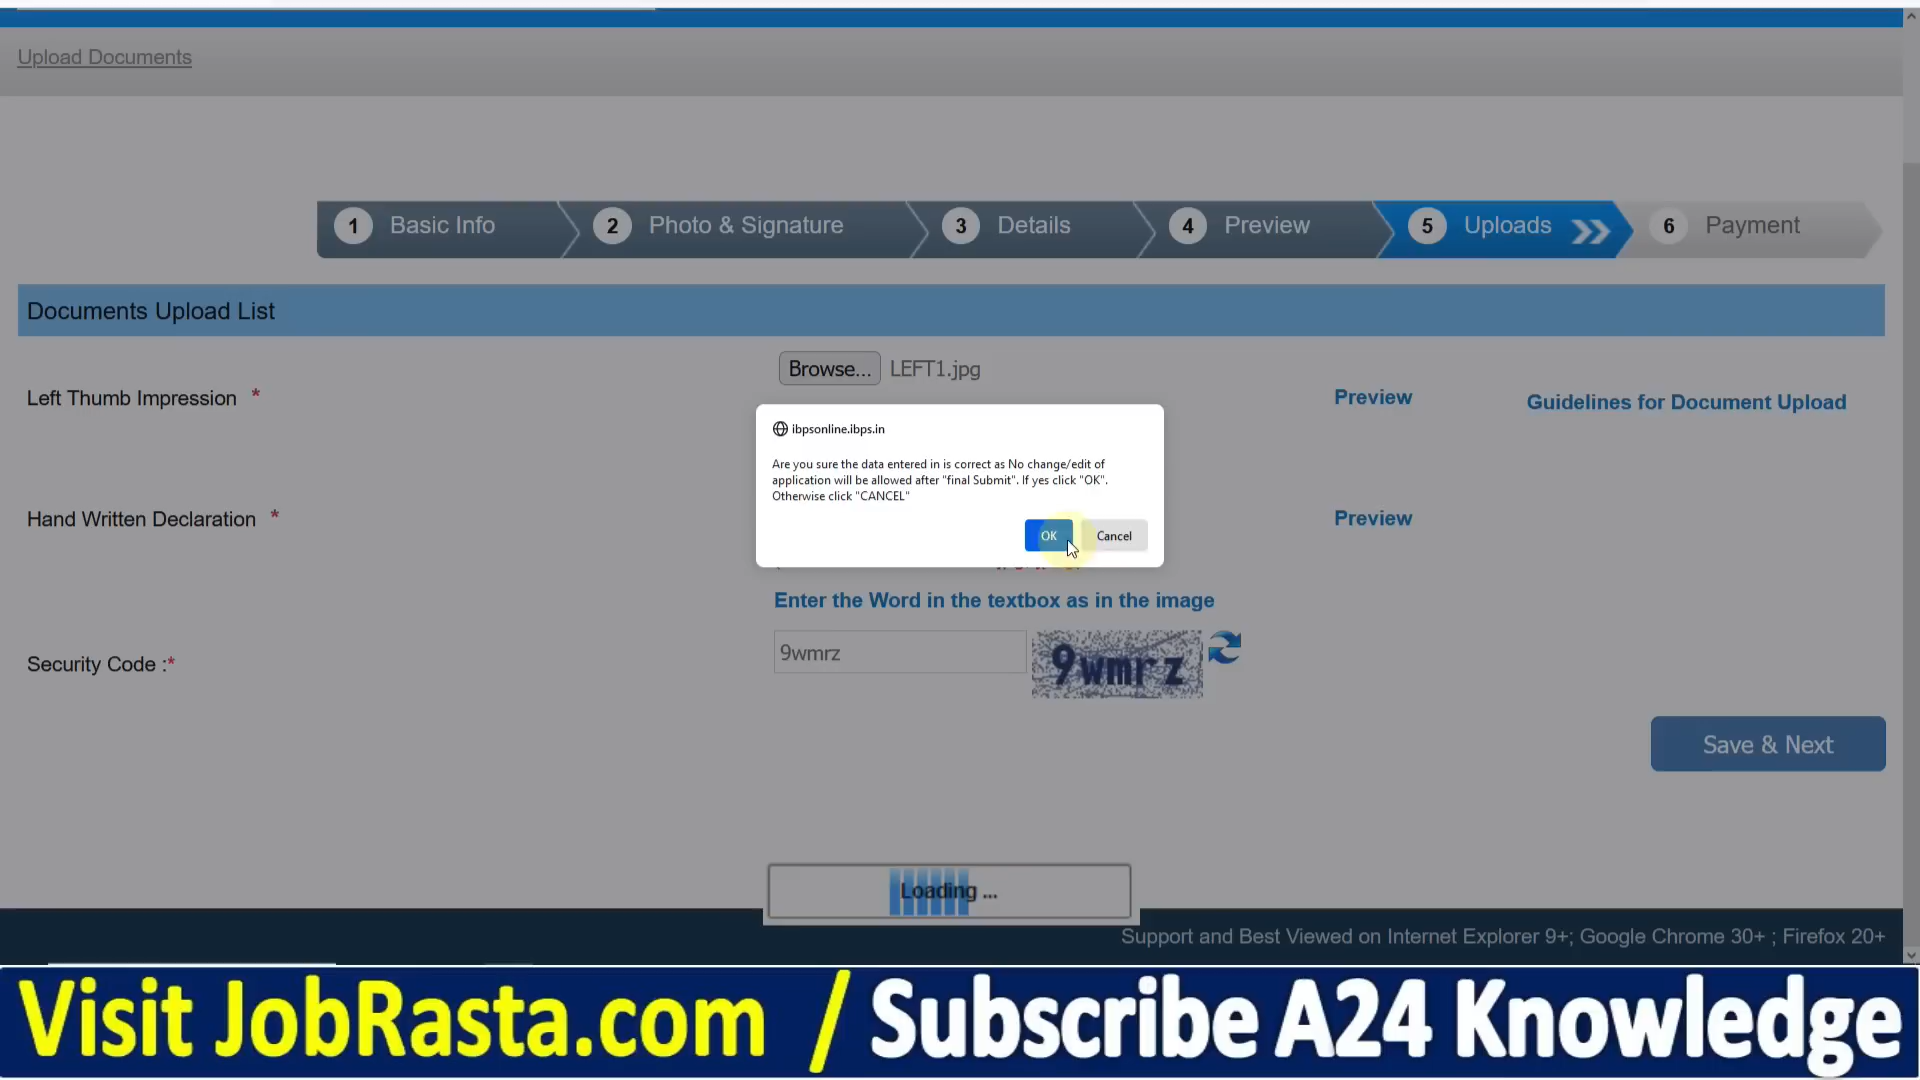 Upload Documents
1 Basic Info 2 Photo & Signature 3 Details 4 Preview 5 Uploads 6 Payment
Documents Upload List
Browse... LEFT1.jpg
Left Thumb Impression * Preview Guidelines for Document Upload
ibpsonline.ibps.in
Are you sure the data entered in is correct as No change/edit of
application will be allowed after "final Submit". If yes click "OK".
Otherwise click "CANCEL"
Hand Written Declaration * Preview
OK Cancel
Enter the Word in the textbox as in the image
Security Code :* 9wmrz 9wmrz
Save & Next
Loading ...
Support and Best Viewed on Internet Explorer 9+; Google Chrome 30+ ; Firefox 20+
Visit JobRasta.com / Subscribe A24 Knowledge